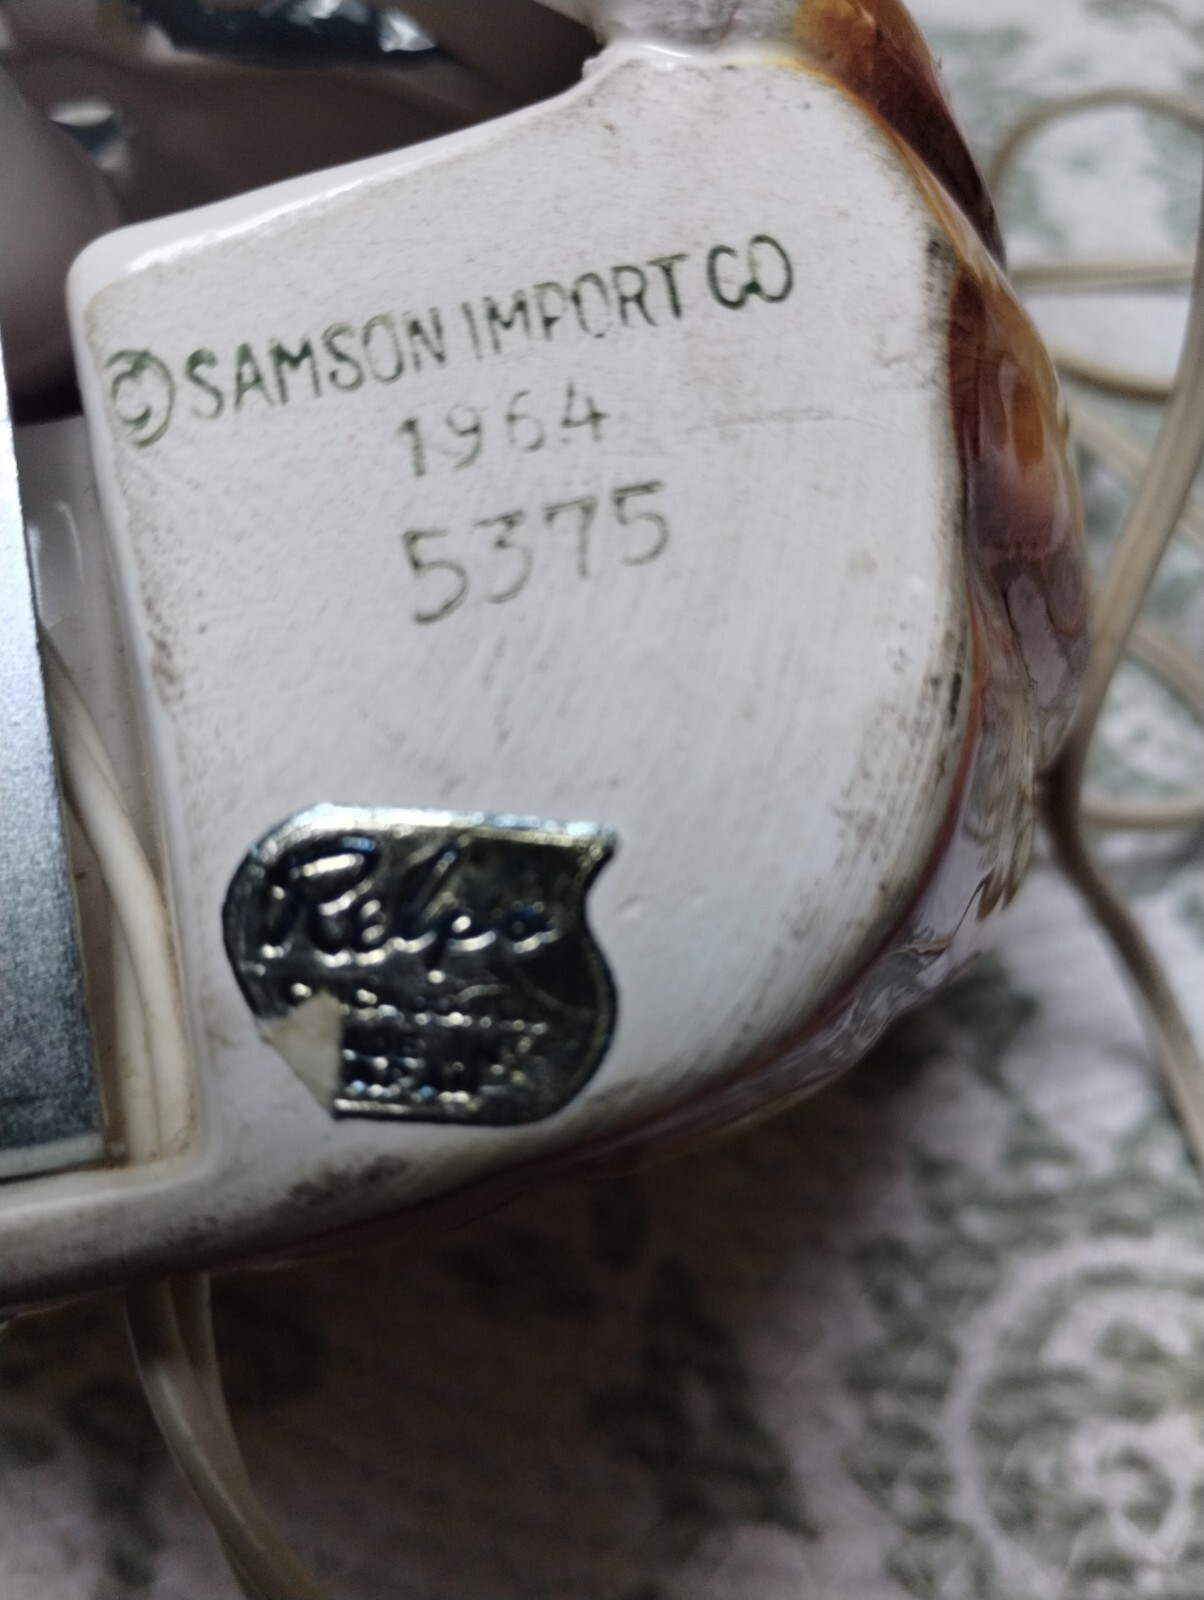 © SAMSON IMPORT CO
1964
5375
Relpo